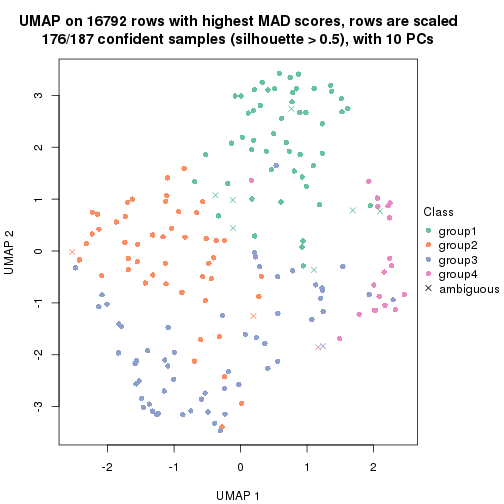 UMAP on 16792 rows with highest MAD scores, rows are scaled
176/187 confident samples (silhouette > 0.5), with 10 PCs
3
2
1
0
-1
-2
-3
UMAP 2
-2
-1
0
1
2
UMAP 1
Class
group1
group2
group3
group4
ambiguous